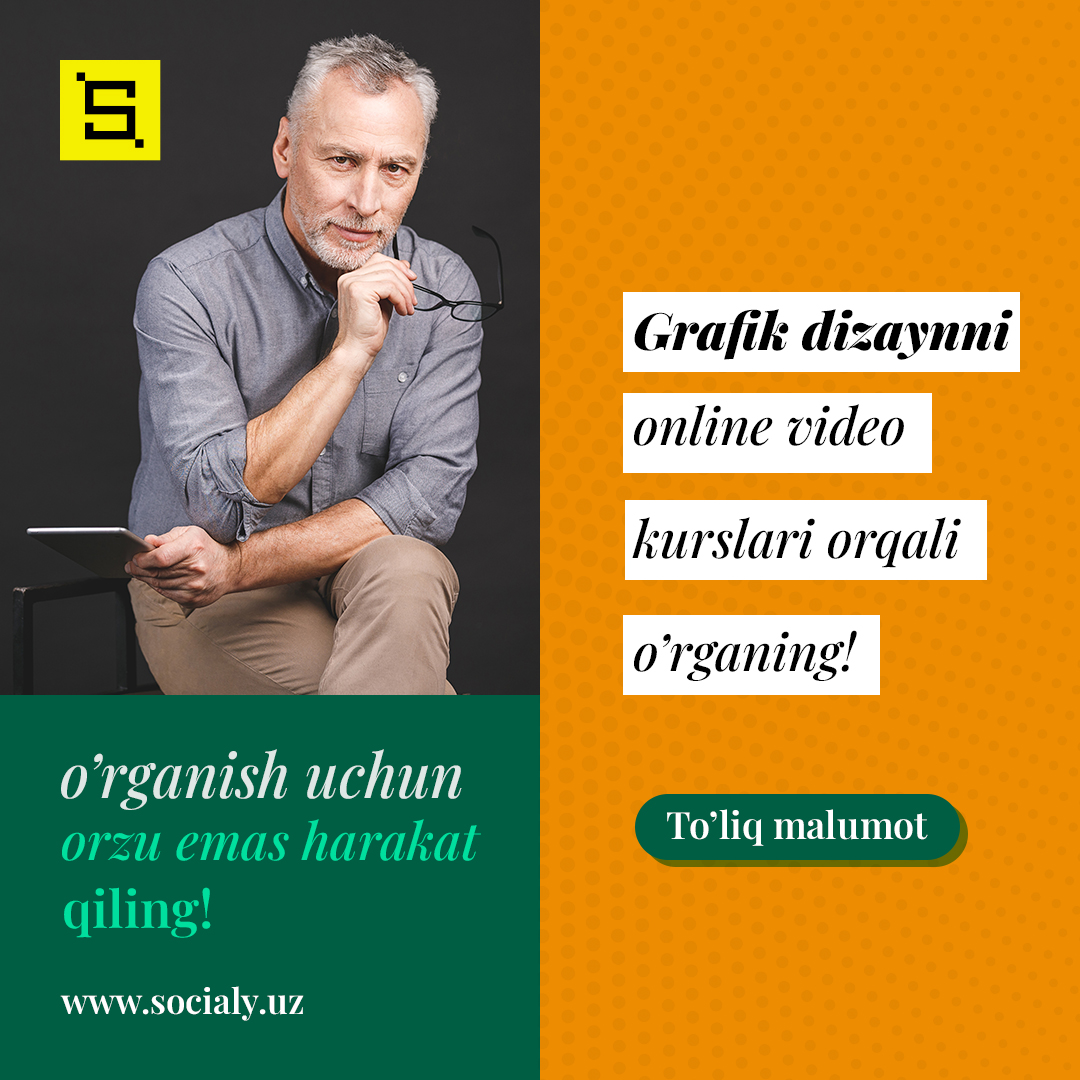 S
Grafik dizaynni
online video
kurslari orqali
o’rganing!
o’rganish uchun
orzu emas harakat
qiling!
To’liq malumot
www.socialy.uz